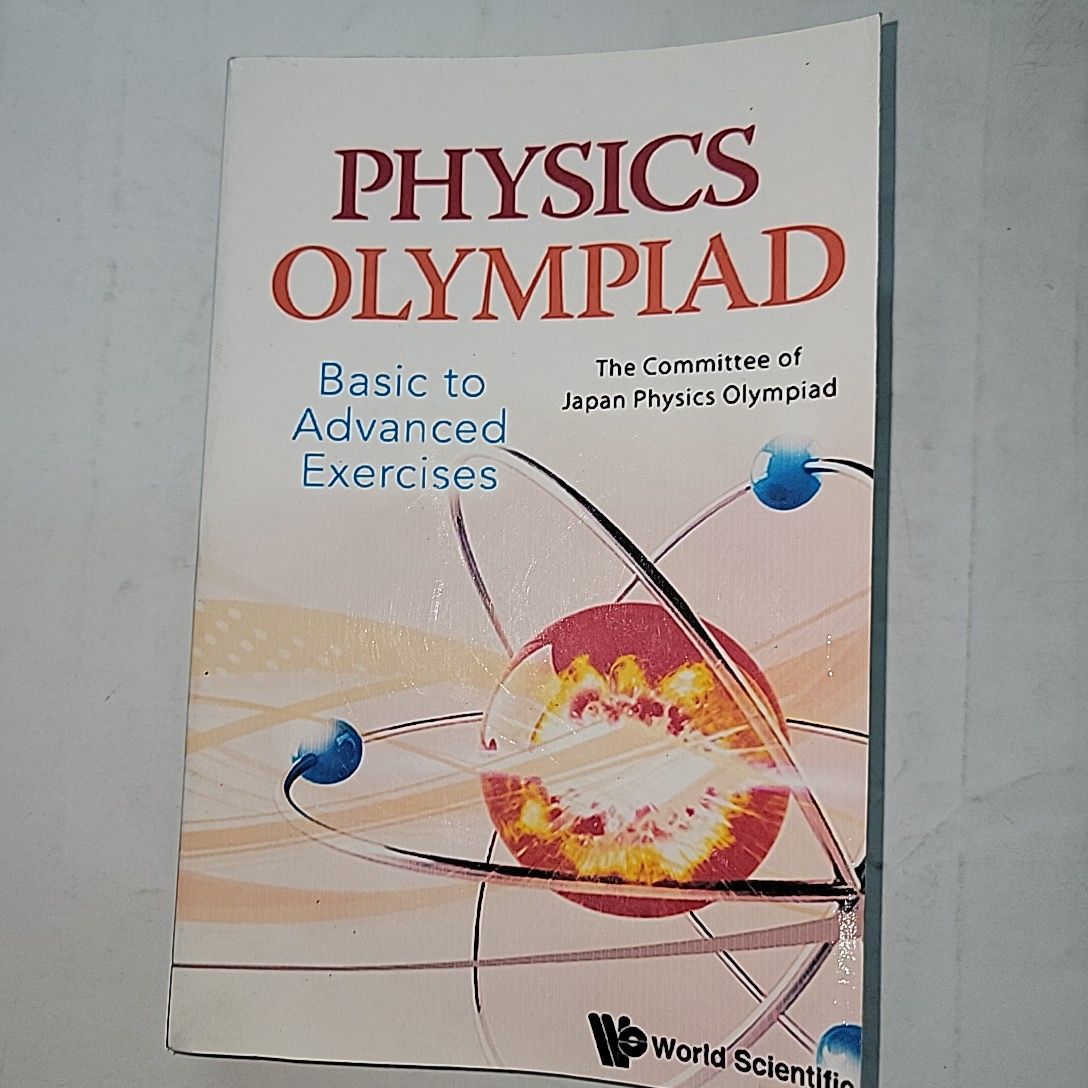 PHYSICS
OLYMPIAD
Basic to
Advanced
Exercises
The Committee of
Japan Physics Olympiad
World Scientific